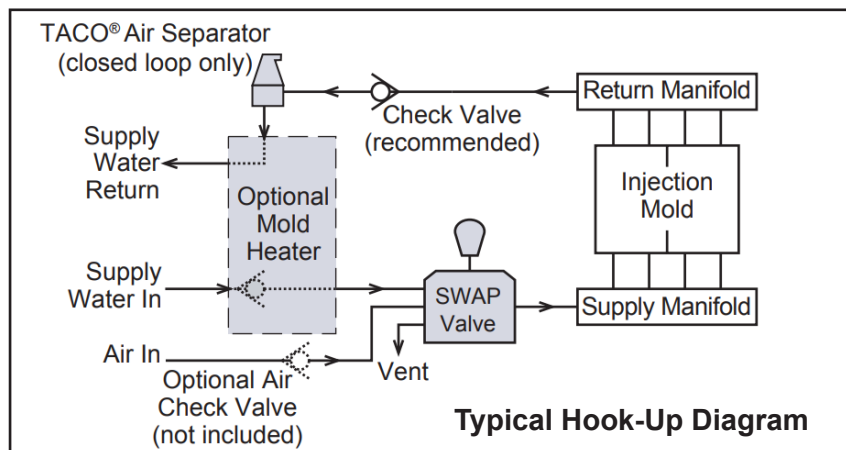 TACO® Air Separator
(closed loop only)
Return Manifold
Check Valve
(recommended)
Supply
Water
Return
Optional
Mold
Heater
Injection
Mold
Supply
Water In
SWAP
Valve
Supply Manifold
Air In
Vent
Optional Air
Check Valve
(not included)
Typical Hook-Up Diagram